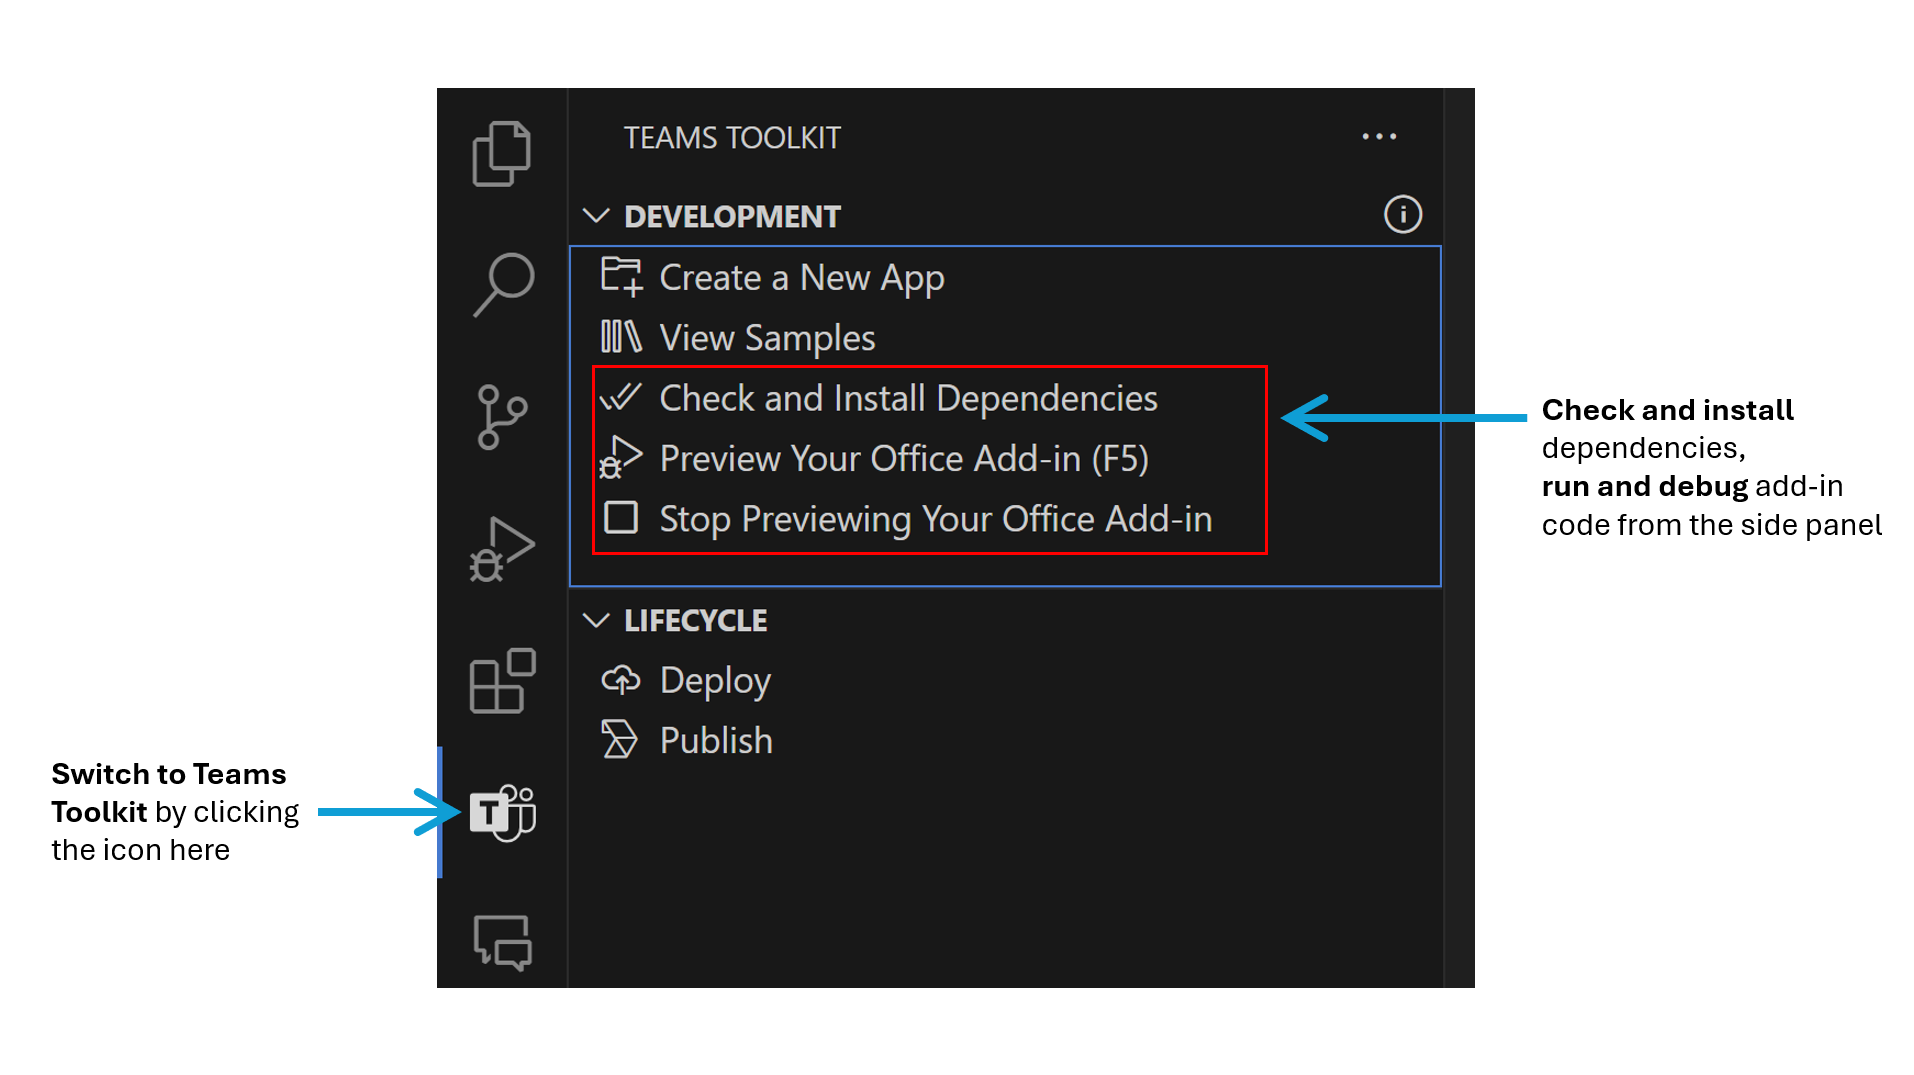 TEAMS TOOLKIT
DEVELOPMENT
Create a New App
View Samples
Check and Install Dependencies
Preview Your Office Add-in (F5)
Stop Previewing Your Office Add-in
LIFECYCLE
Deploy
Publish
Check and install
dependencies,
run and debug add-in
code from the side panel
Switch to Teams
Toolkit by clicking
the icon here
T